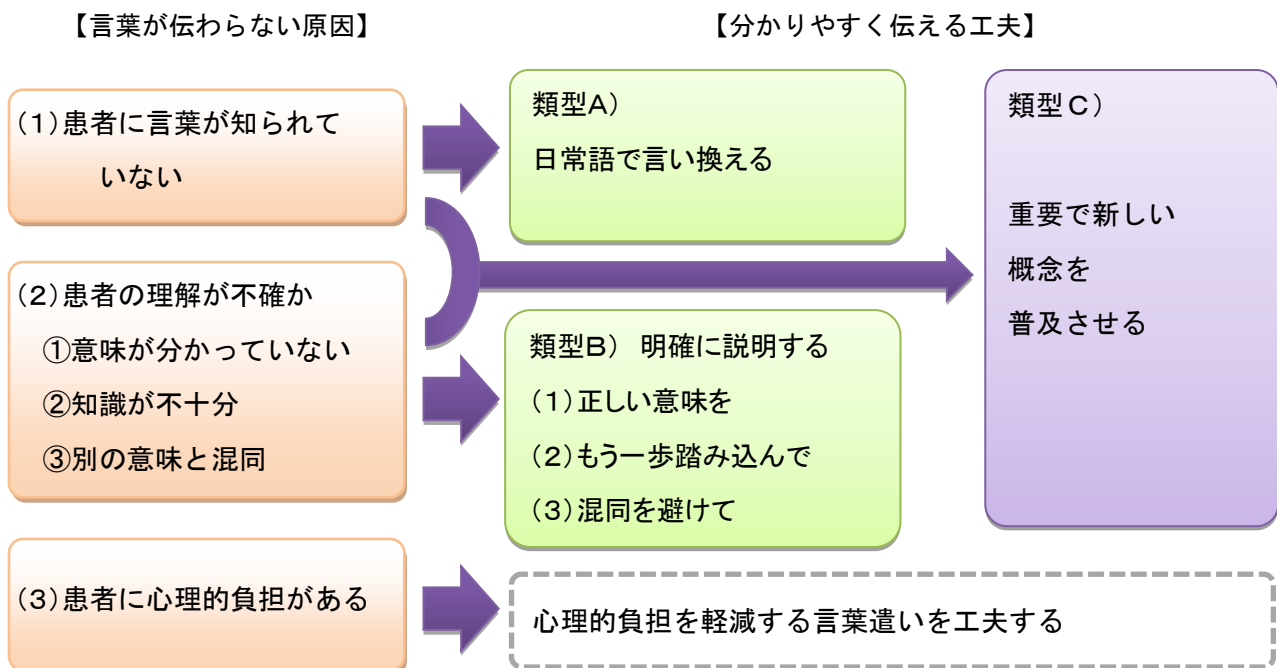 【言葉が伝わらない原因】
【分かりやすく伝える工夫】
(1)患者に言葉が知られて
いない
(2)患者の理解が不確か
①意味が分かっていない
②知識が不十分
③別の意味と混同
(3)患者に心理的負担がある
類型A)
日常語で言い換える
類型B) 明確に説明する
(1)正しい意味を
(2)もう一歩踏み込んで
(3)混同を避けて
心理的負担を軽減する言葉遣いを工夫する
類型C)
重要で新しい
概念を
普及させる